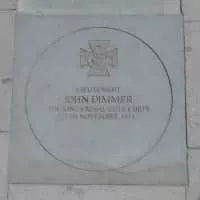 LIEUTENANT
JOHN DIMMER
THE KING'S ROYAL RIFLE CORPS
12TH NOVEMBER 1914